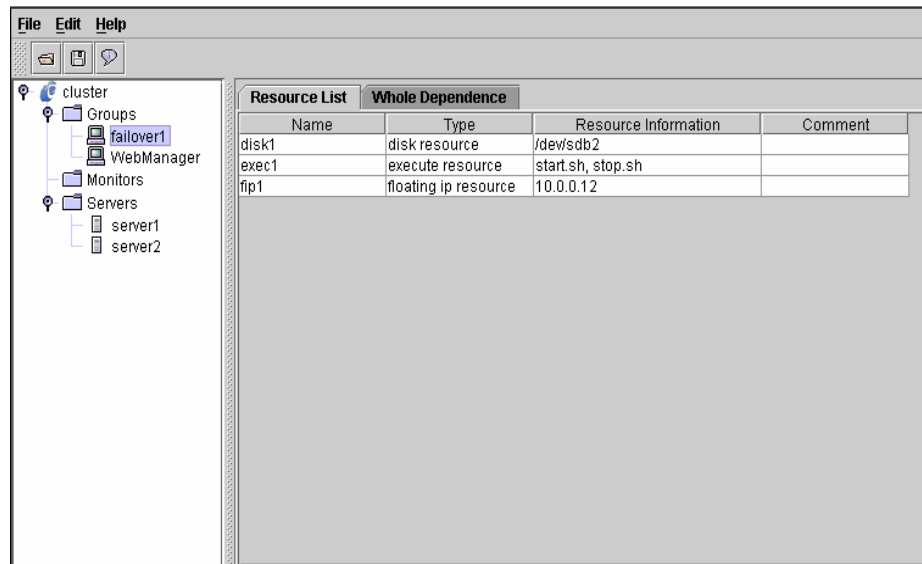 File Edit Help
cluster
Groups
failover1
WebManager
Monitors
Servers
server1
server2
Resource List Whole Dependence
Name Type Resource Information Comment
disk1 disk resource /dev/sdb2
exec1 execute resource start.sh, stop.sh
fip1 floating ip resource 10.0.0.12